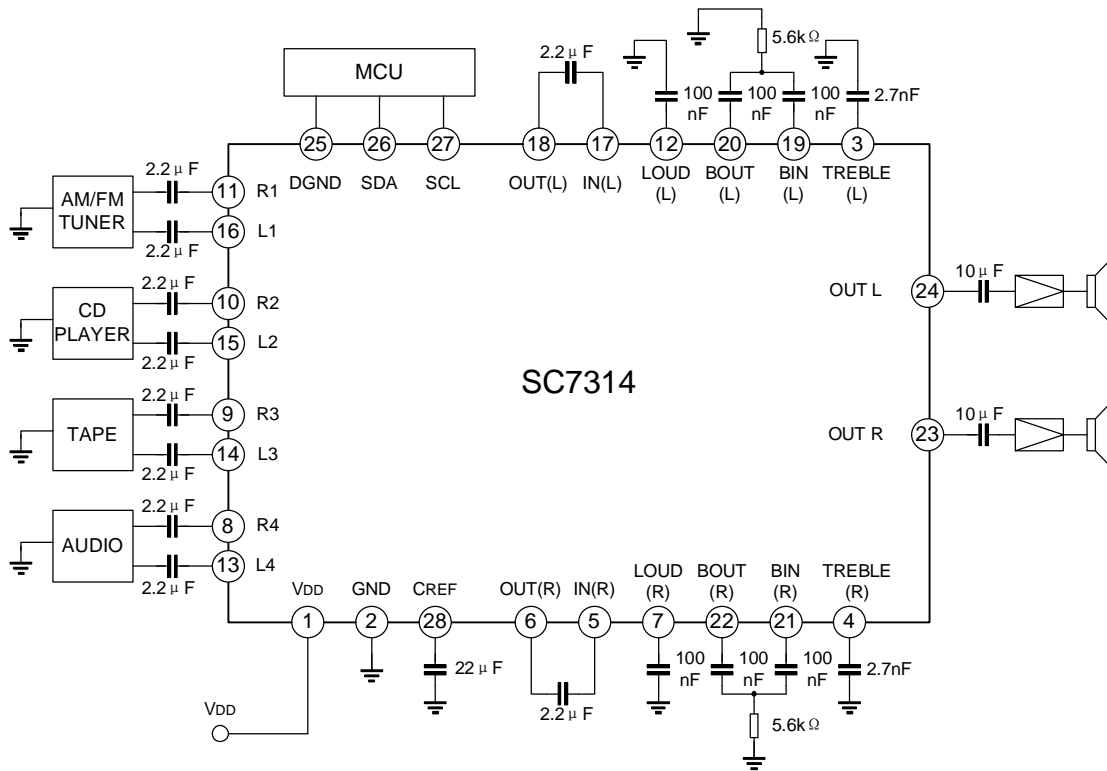 MCU
2.2μF
5.6kΩ
100 nF
100 nF
100 nF
2.7nF
25 26 27 18 17 12 20 19 3
DGND SDA SCL OUT(L) IN(L) LOUD (L) BOUT (L) BIN (L) TREBLE (L)
AM/FM
TUNER
2.2μF
11 R1
16 L1
2.2μF
CD
PLAYER
2.2μF
10 R2
15 L2
2.2μF
TAPE
2.2μF
9 R3
14 L3
2.2μF
AUDIO
2.2μF
8 R4
13 L4
2.2μF
SC7314
OUT L 24 10μF
OUT R 23 10μF
VDD GND CREF OUT(R) IN(R) LOUD (R) BOUT (R) BIN (R) TREBLE (R)
1 2 28 6 5 7 22 21 4
22μF
2.2μF
100 nF
100 nF
100 nF
2.7nF
5.6kΩ
VDD